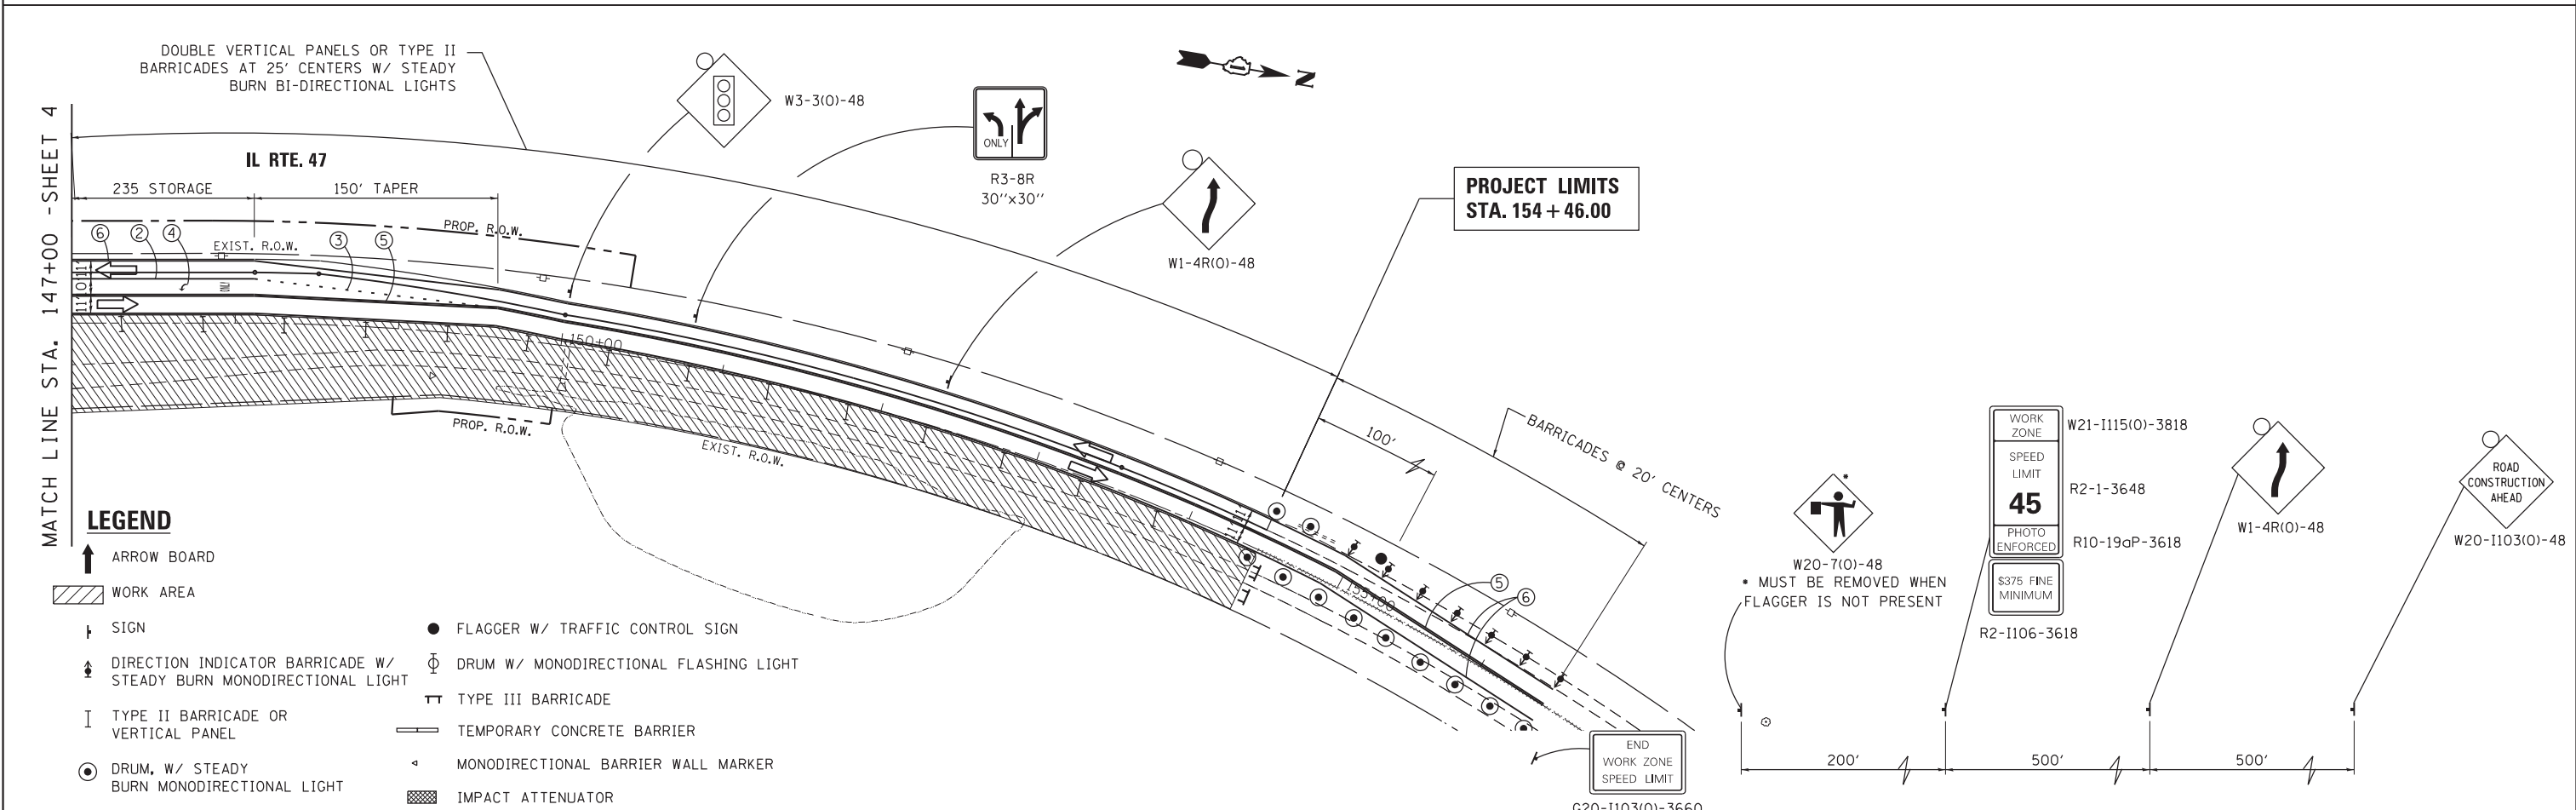 DOUBLE VERTICAL PANELS OR TYPE II
BARRICADES AT 25' CENTERS W/ STEADY
BURN BI-DIRECTIONAL LIGHTS
MATCH LINE STA. 147+00 -SHEET 4
IL RTE. 47
235 STORAGE
150' TAPER
PROP. R.O.W.
EXIST. R.O.W.
6
2
4
3
5
11'
10'
11'
W3-3(O)-48
ONLY
R3-8R
30''x30''
N
W1-4R(O)-48
PROJECT LIMITS
STA. 154+46.00
150+00
PROP. R.O.W.
EXIST. R.O.W.
100'
BARRICADES @ 20' CENTERS
11'
11'
155+00
5
6
*
W20-7(O)-48
* MUST BE REMOVED WHEN
FLAGGER IS NOT PRESENT
WORK
ZONE
W21-I115(O)-3818
SPEED
LIMIT
45
R2-1-3648
PHOTO
ENFORCED
R10-19aP-3618
$375 FINE
MINIMUM
R2-I106-3618
W1-4R(O)-48
ROAD
CONSTRUCTION
AHEAD
W20-I103(O)-48
200'
500'
500'
END
WORK ZONE
SPEED LIMIT
G20-I103(O)-3660
LEGEND
ARROW BOARD
WORK AREA
SIGN
DIRECTION INDICATOR BARRICADE W/
STEADY BURN MONODIRECTIONAL LIGHT
TYPE II BARRICADE OR
VERTICAL PANEL
DRUM, W/ STEADY
BURN MONODIRECTIONAL LIGHT
FLAGGER W/ TRAFFIC CONTROL SIGN
DRUM W/ MONODIRECTIONAL FLASHING LIGHT
TYPE III BARRICADE
TEMPORARY CONCRETE BARRIER
MONODIRECTIONAL BARRIER WALL MARKER
IMPACT ATTENUATOR